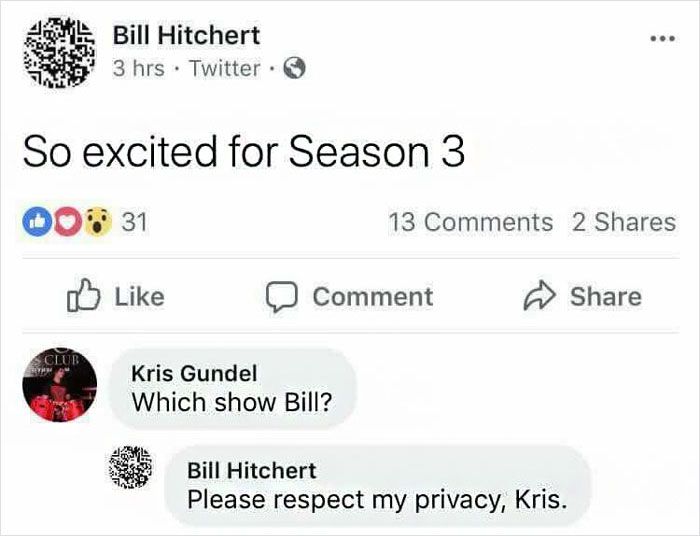 Bill Hitchert
3 hrs · Twitter ·
So excited for Season 3
31
13 Comments 2 Shares
Like
Comment
Share
S CLUB
Kris Gundel
Which show Bill?
Bill Hitchert
Please respect my privacy, Kris.